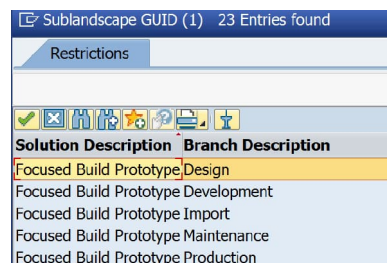 Sublandscape GUID (1) 23 Entries found
Restrictions
Solution Description Branch Description
Focused Build Prototype Design
Focused Build Prototype Development
Focused Build Prototype Import
Focused Build Prototype Maintenance
Focused Build Prototype Production